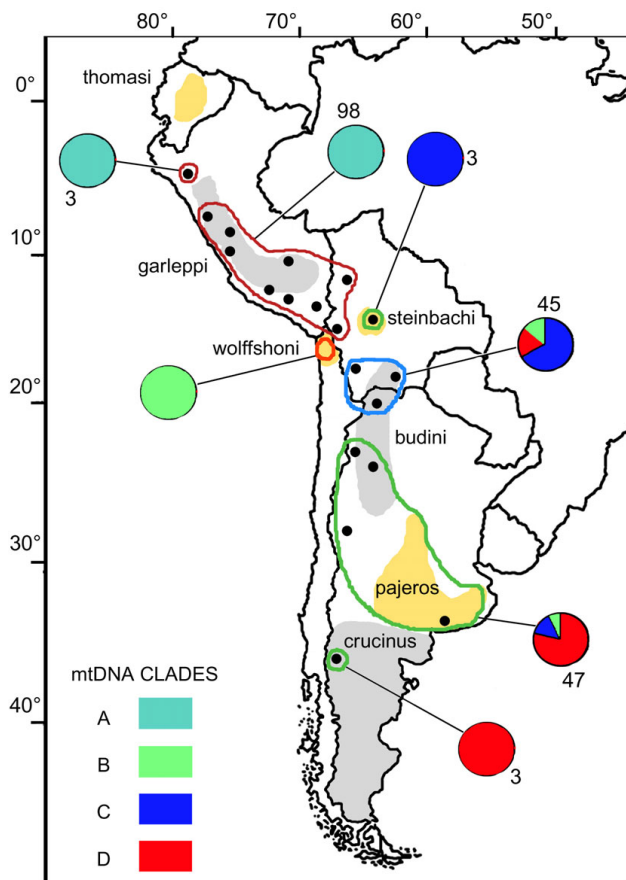 80° 70° 60° 50°
0°
thomasi
98
3
3
10°
garleppi
steinbachi
45
wolffshoni
20°
budini
30°
pajeros
crucinus
47
mtDNA CLADES
A
40°
B
3
C
D